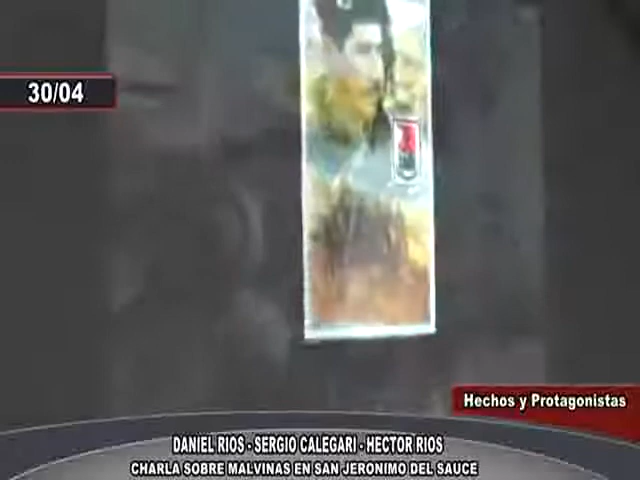 30/04
Hechos y Protagonistas
DANIEL RIOS - SERGIO CALEGARI - HECTOR RIOS
CHARLA SOBRE MALVINAS EN SAN JERONIMO DEL SAUCE